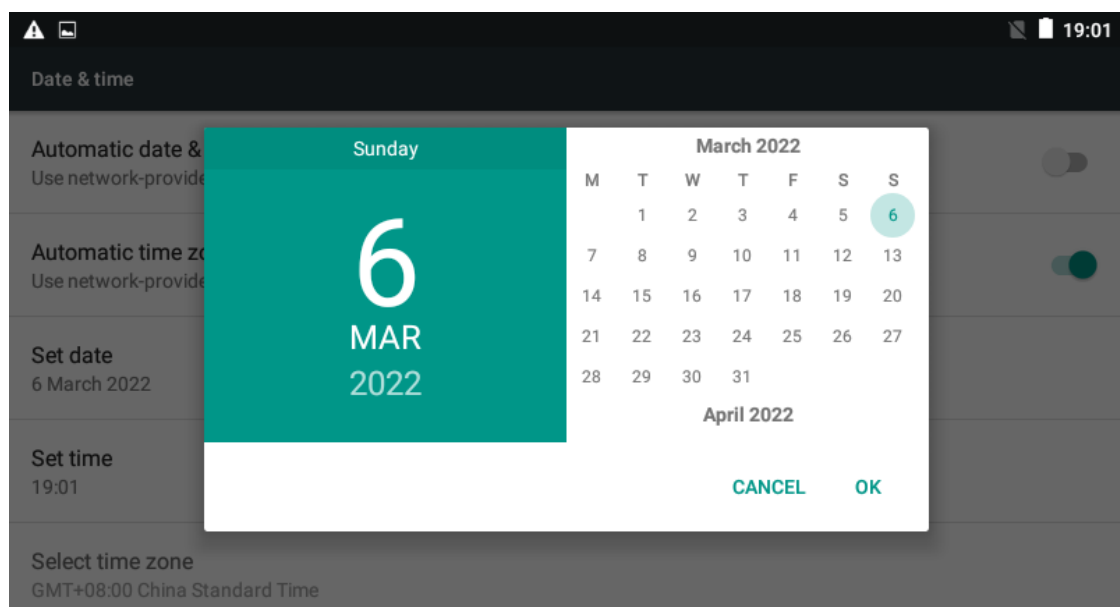 19:01
Date & time
Automatic date &
Use network-provide
Automatic time zo
Use network-provide
Set date
6 March 2022
Set time
19:01
Select time zone
GMT+08:00 China Standard Time
Sunday
6
MAR
2022
March 2022
M T W T F S S
1 2 3 4 5 6
7 8 9 10 11 12 13
14 15 16 17 18 19 20
21 22 23 24 25 26 27
28 29 30 31
April 2022
CANCEL OK